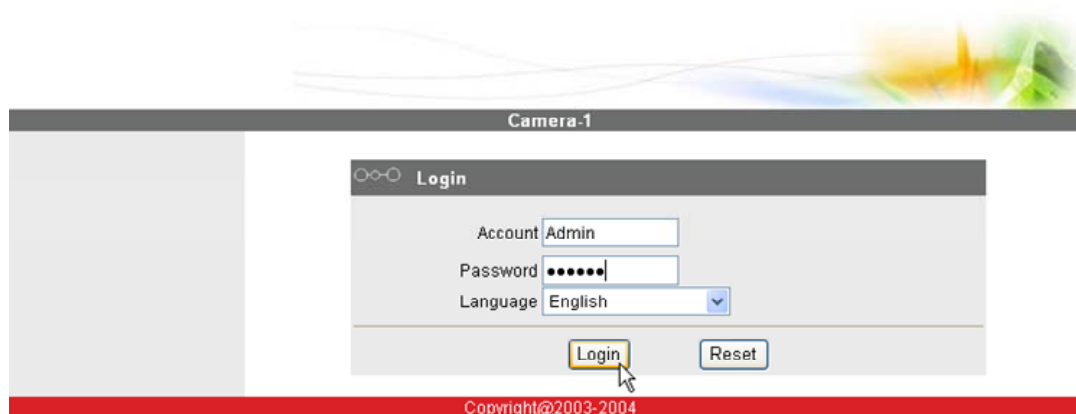 Camera-1
Login
Account Admin
Password ●●●●●●
Language English
Login Reset
Copyright@2003-2004